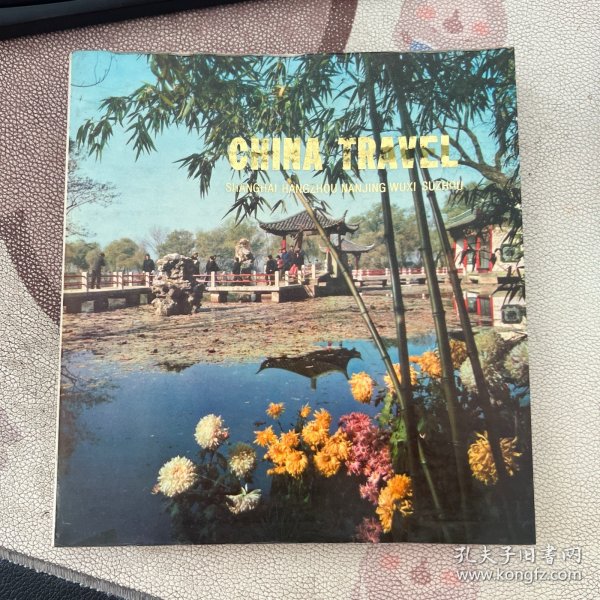 CHINA TRAVEL
SHANGHAI HANGZHOU NANJING WUXI SUZHOU
孔夫子旧书网
www.kongfz.com